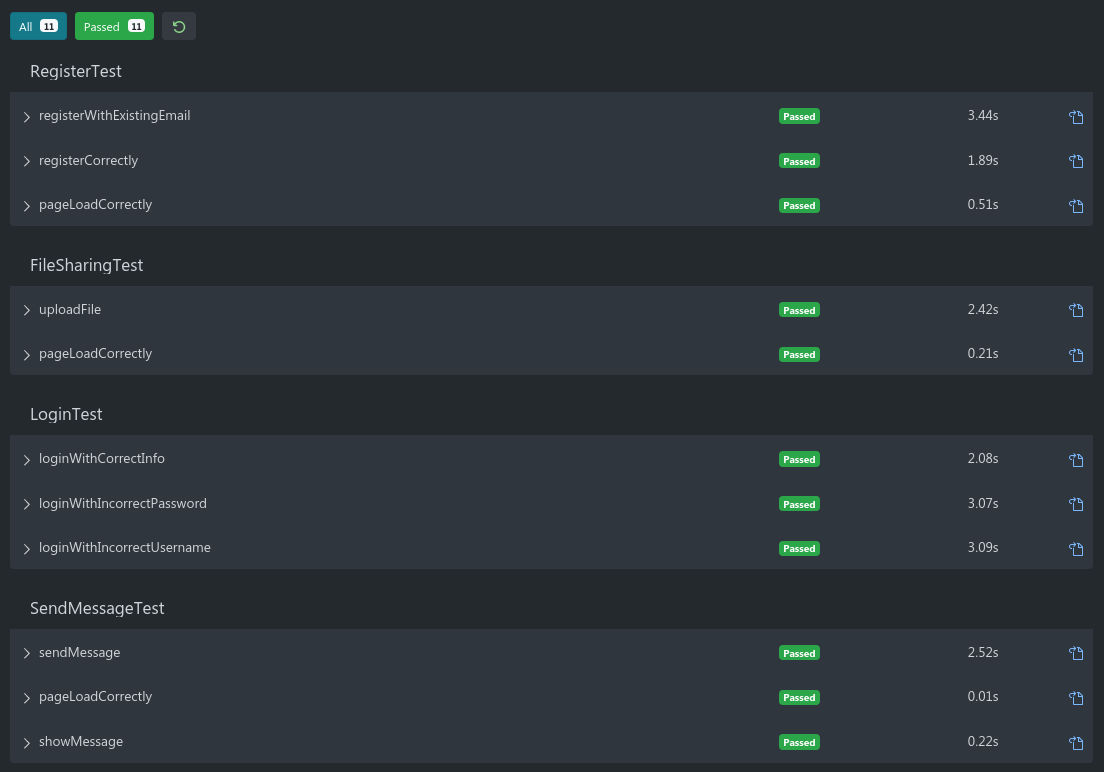 All 11 Passed 11
RegisterTest
registerWithExistingEmail Passed 3.44s
registerCorrectly Passed 1.89s
pageLoadCorrectly Passed 0.51s
FileSharingTest
uploadFile Passed 2.42s
pageLoadCorrectly Passed 0.21s
LoginTest
loginWithCorrectInfo Passed 2.08s
loginWithIncorrectPassword Passed 3.07s
loginWithIncorrectUsername Passed 3.09s
SendMessageTest
sendMessage Passed 2.52s
pageLoadCorrectly Passed 0.01s
showMessage Passed 0.22s